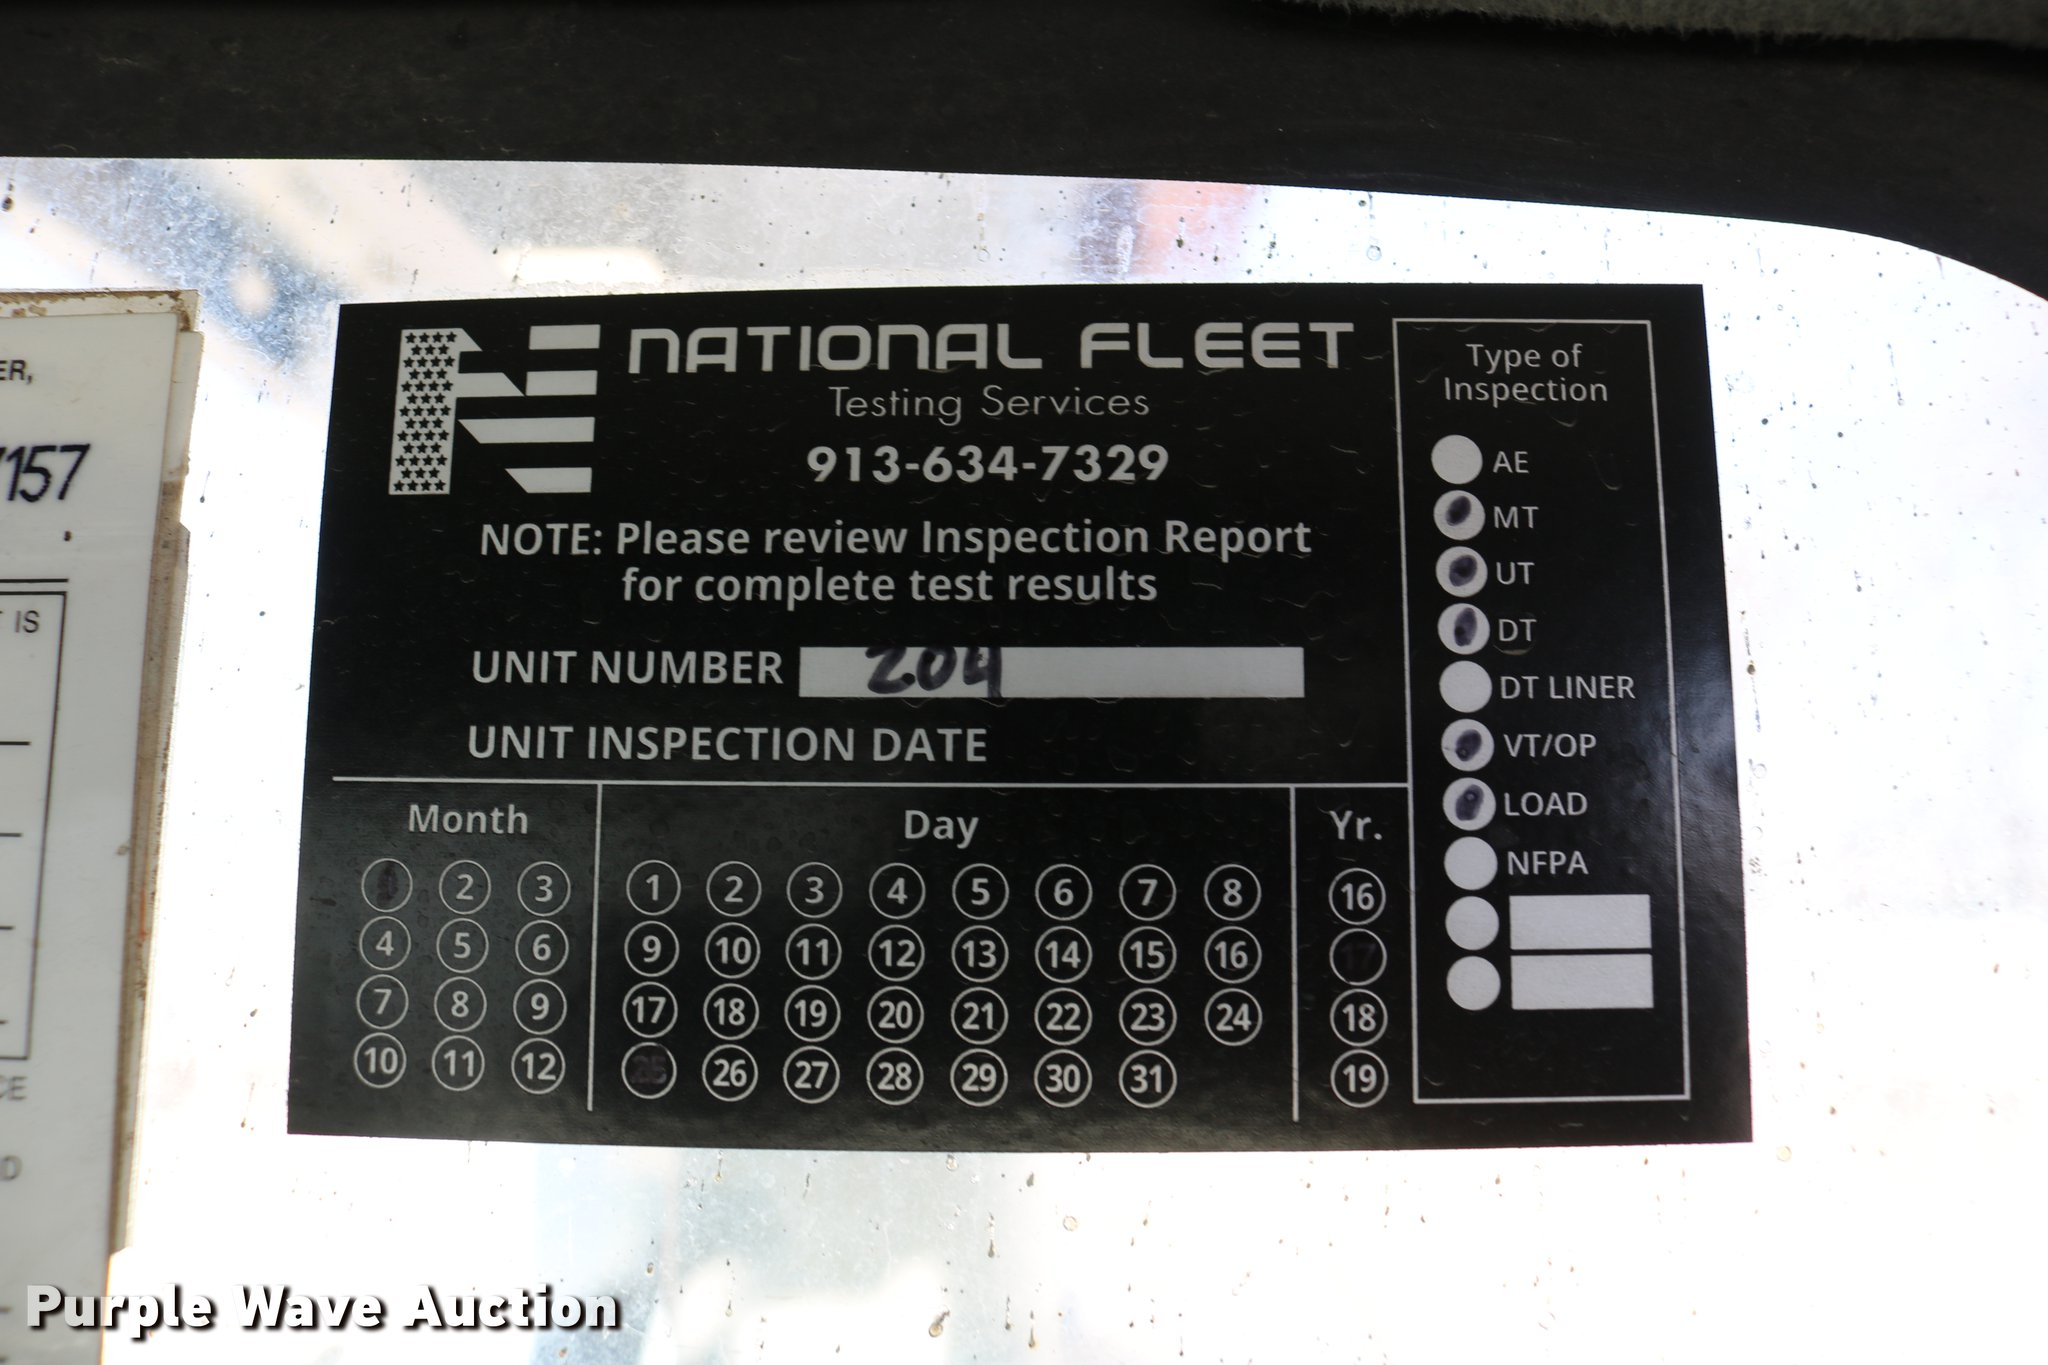 ER,
157
T IS
CE
D
NATIONAL FLEET
Testing Services
913-634-7329
NOTE: Please review Inspection Report
for complete test results
UNIT NUMBER 204
UNIT INSPECTION DATE
Month
1 2 3
4 5 6
7 8 9
10 11 12
Day
1 2 3 4 5 6 7 8
9 10 11 12 13 14 15 16
17 18 19 20 21 22 23 24
25 26 27 28 29 30 31
Yr.
16
17
18
19
Type of
Inspection
AE
MT
UT
DT
DT LINER
VT/OP
LOAD
NFPA
Purple Wave Auction